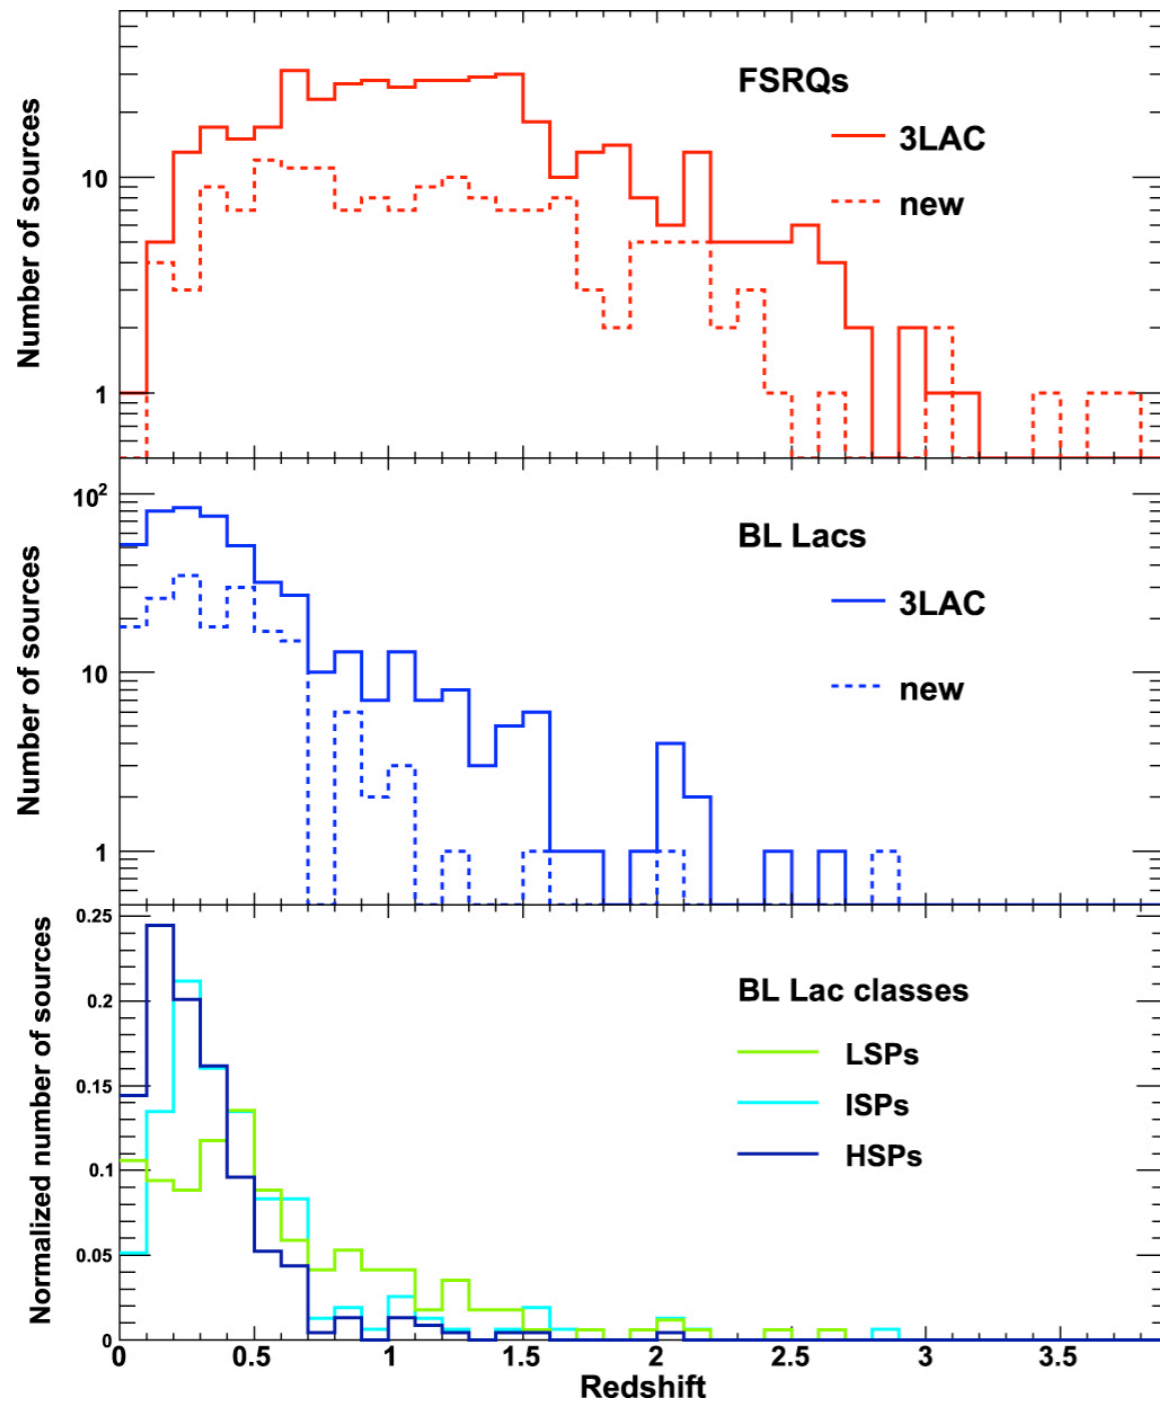 Number of sources
10
1
FSRQs
3LAC
new
Number of sources
10²
10
1
BL Lacs
3LAC
new
Normalized number of sources
0.25
0.2
0.15
0.1
0.05
0
BL Lac classes
LSPs
ISPs
HSPs
0 0.5 1 1.5 2 2.5 3 3.5
Redshift